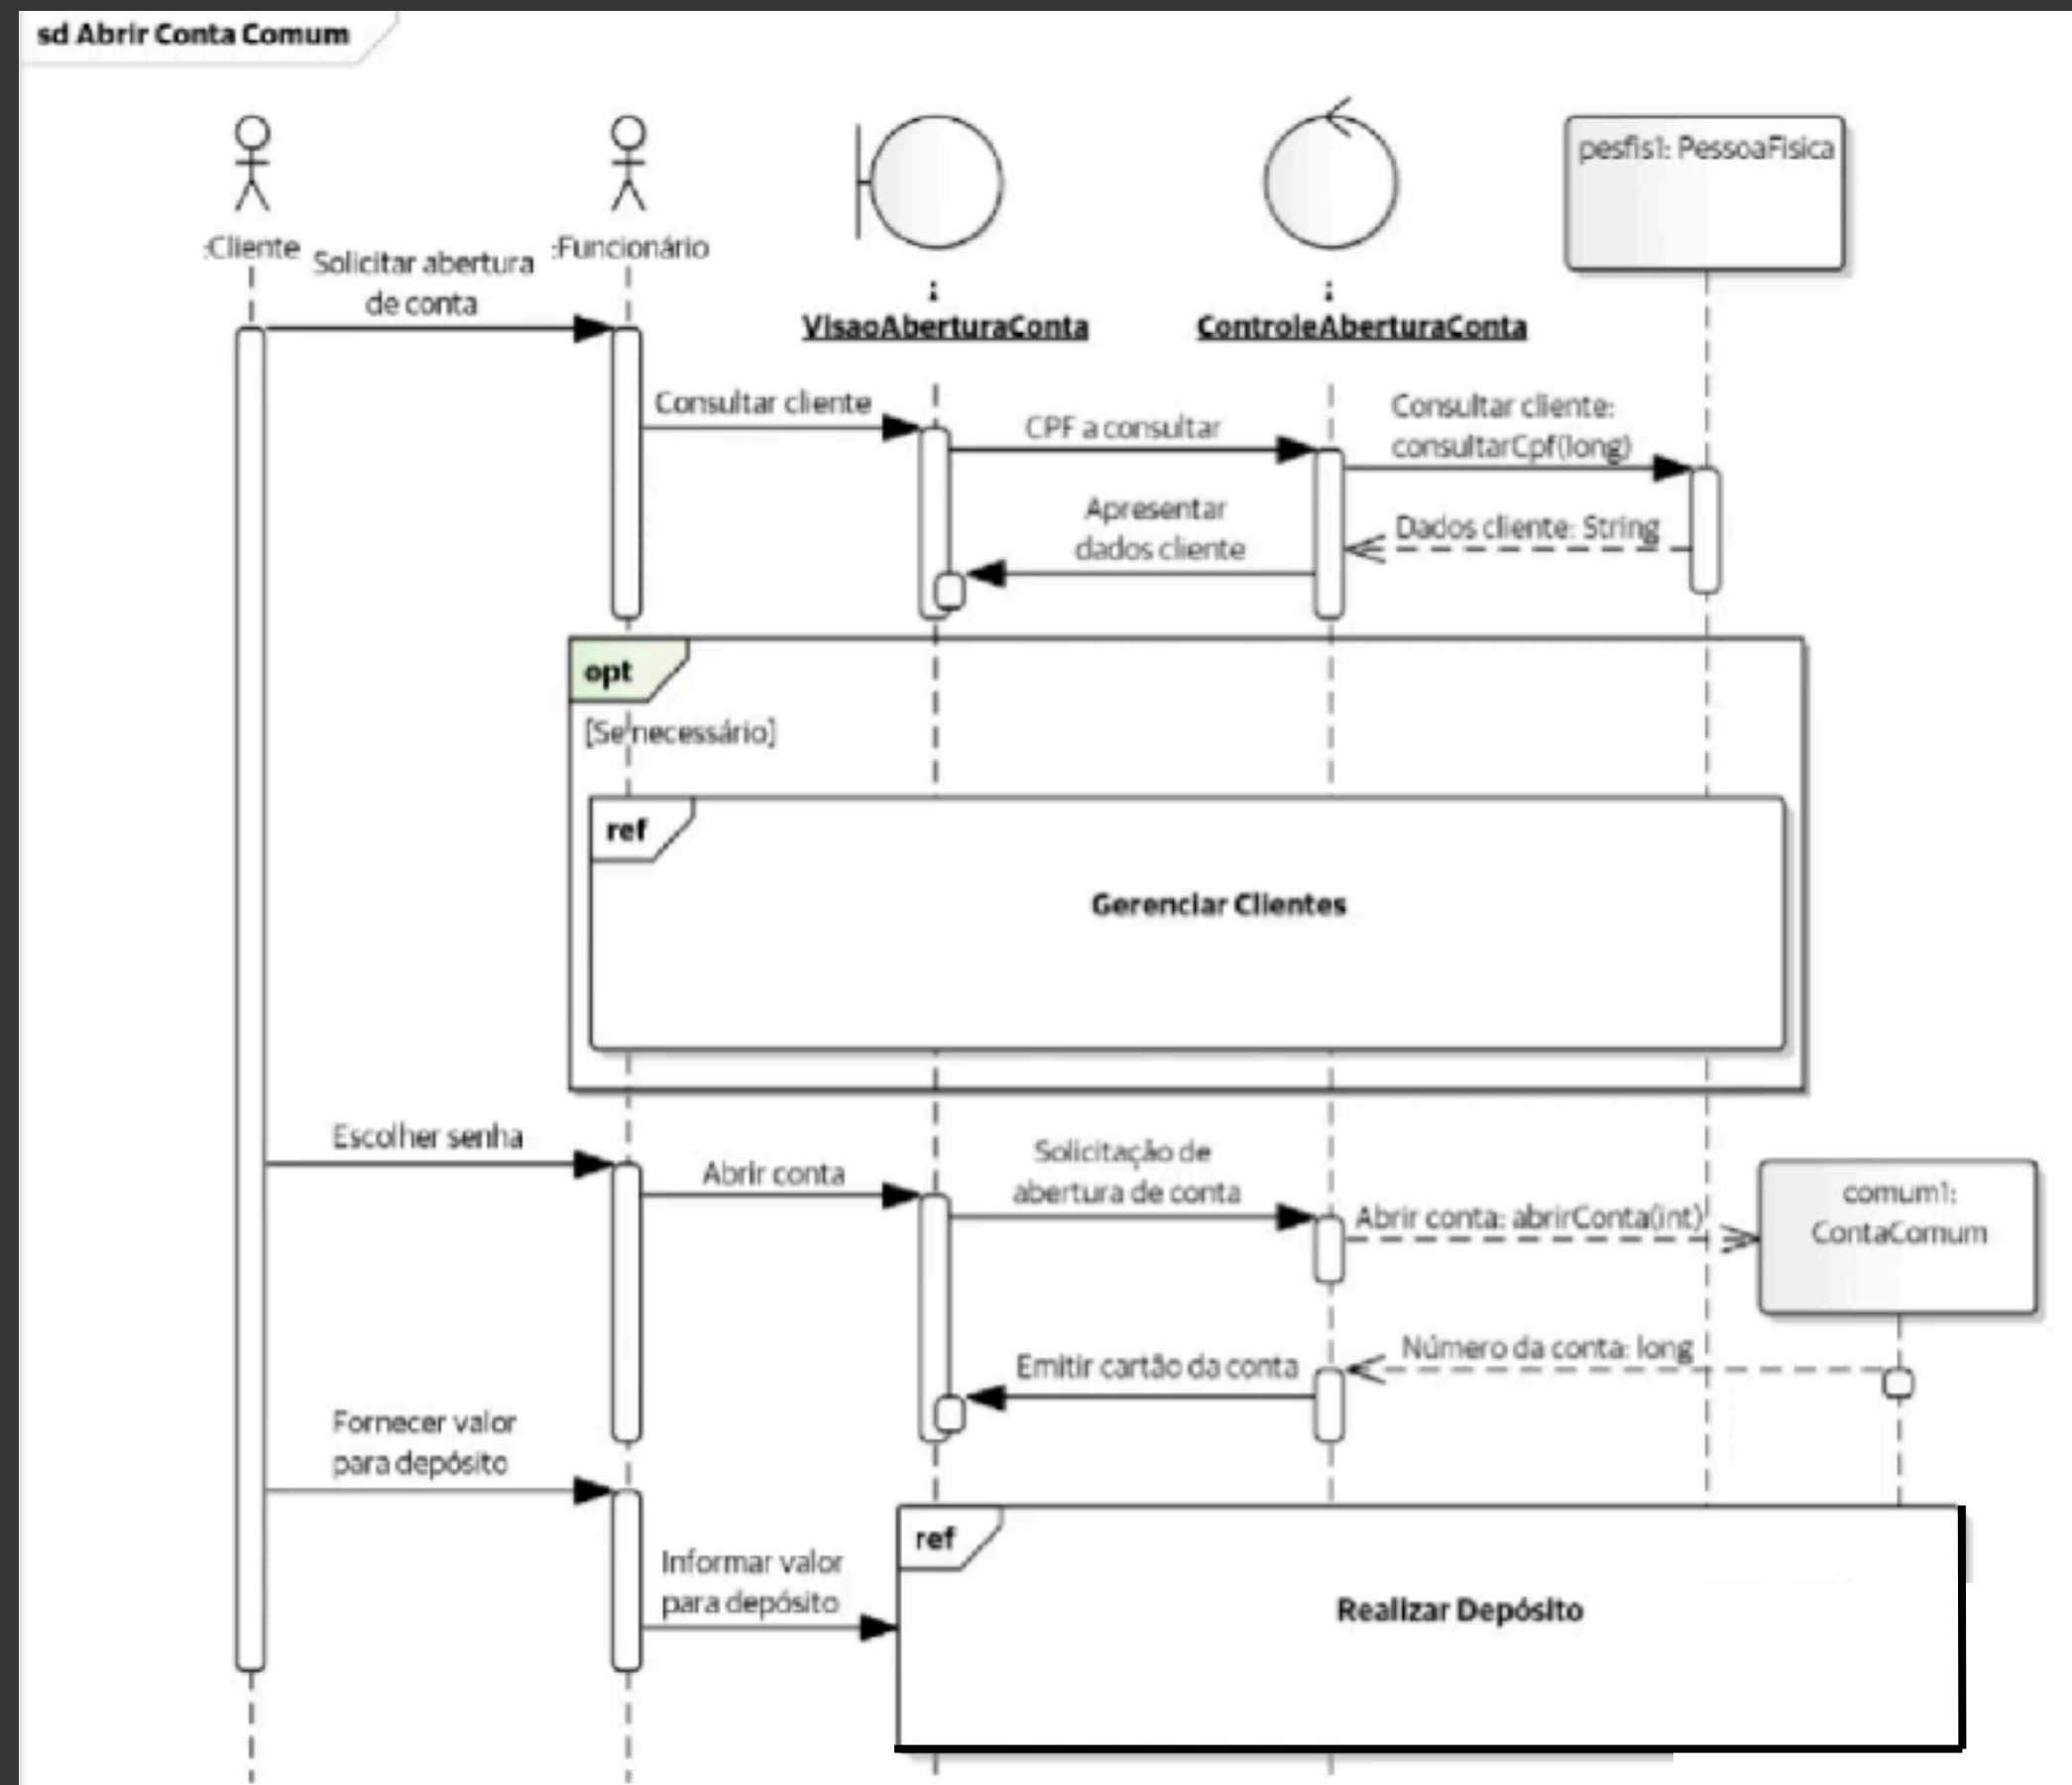 sd Abrir Conta Comum
:Cliente
:Funcionário
:
VisaoAberturaConta
:
ControleAberturaConta
pesfis1: PessoaFisica
Solicitar abertura
de conta
Consultar cliente
CPF a consultar
Consultar cliente:
consultarCpf(long)
Dados cliente: String
Apresentar
dados cliente
opt
[Se necessário]
ref
Gerenciar Clientes
Escolher senha
Abrir conta
Solicitação de
abertura de conta
Abrir conta: abrirConta(int)
comum1:
ContaComum
Número da conta: long
Emitir cartão da conta
Fornecer valor
para depósito
Informar valor
para depósito
ref
Realizar Depósito